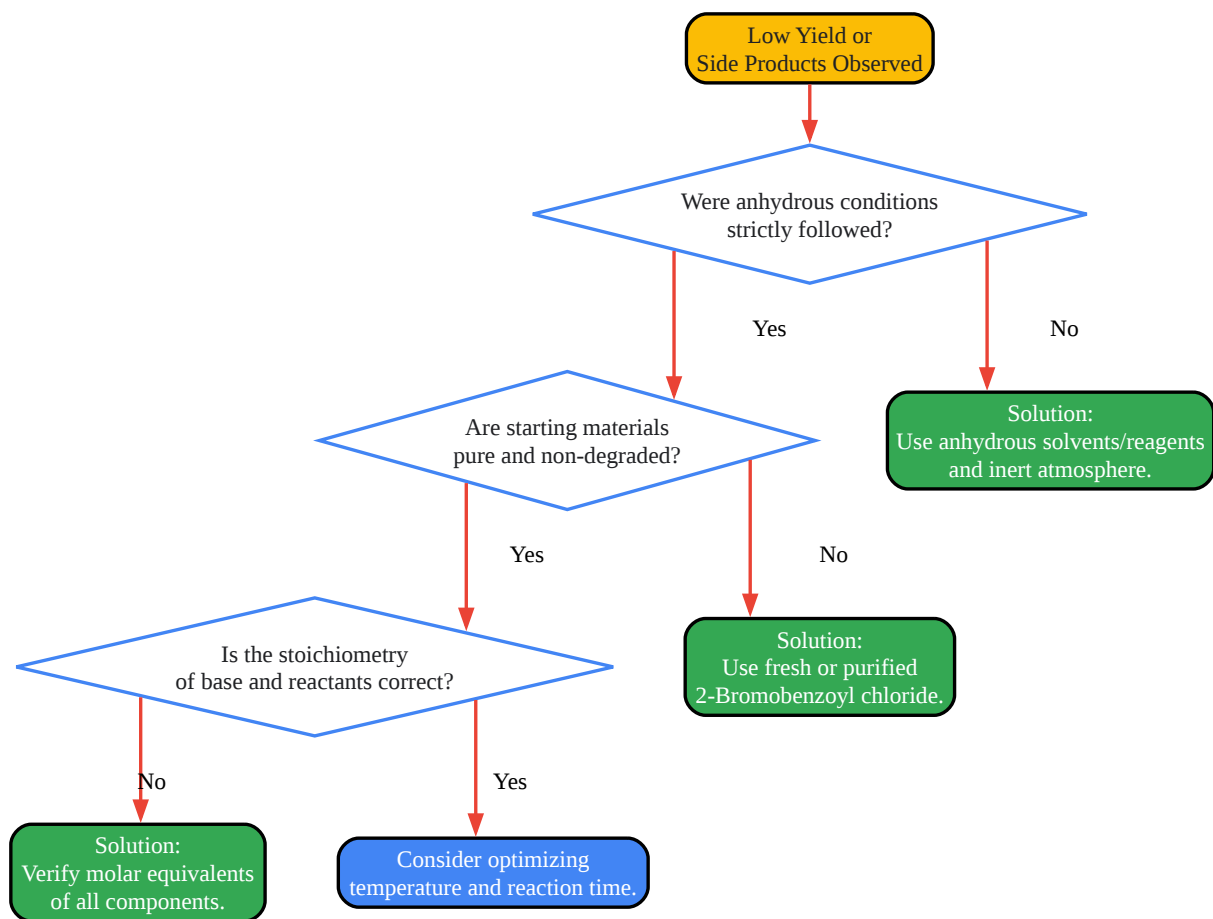 Low Yield or
Side Products Observed
Were anhydrous conditions
strictly followed?
Yes
No
Are starting materials
pure and non-degraded?
Solution:
Use anhydrous solvents/reagents
and inert atmosphere.
Yes
No
Is the stoichiometry
of base and reactants correct?
Solution:
Use fresh or purified
2-Bromobenzoyl chloride.
No
Yes
Solution:
Verify molar equivalents
of all components.
Consider optimizing
temperature and reaction time.